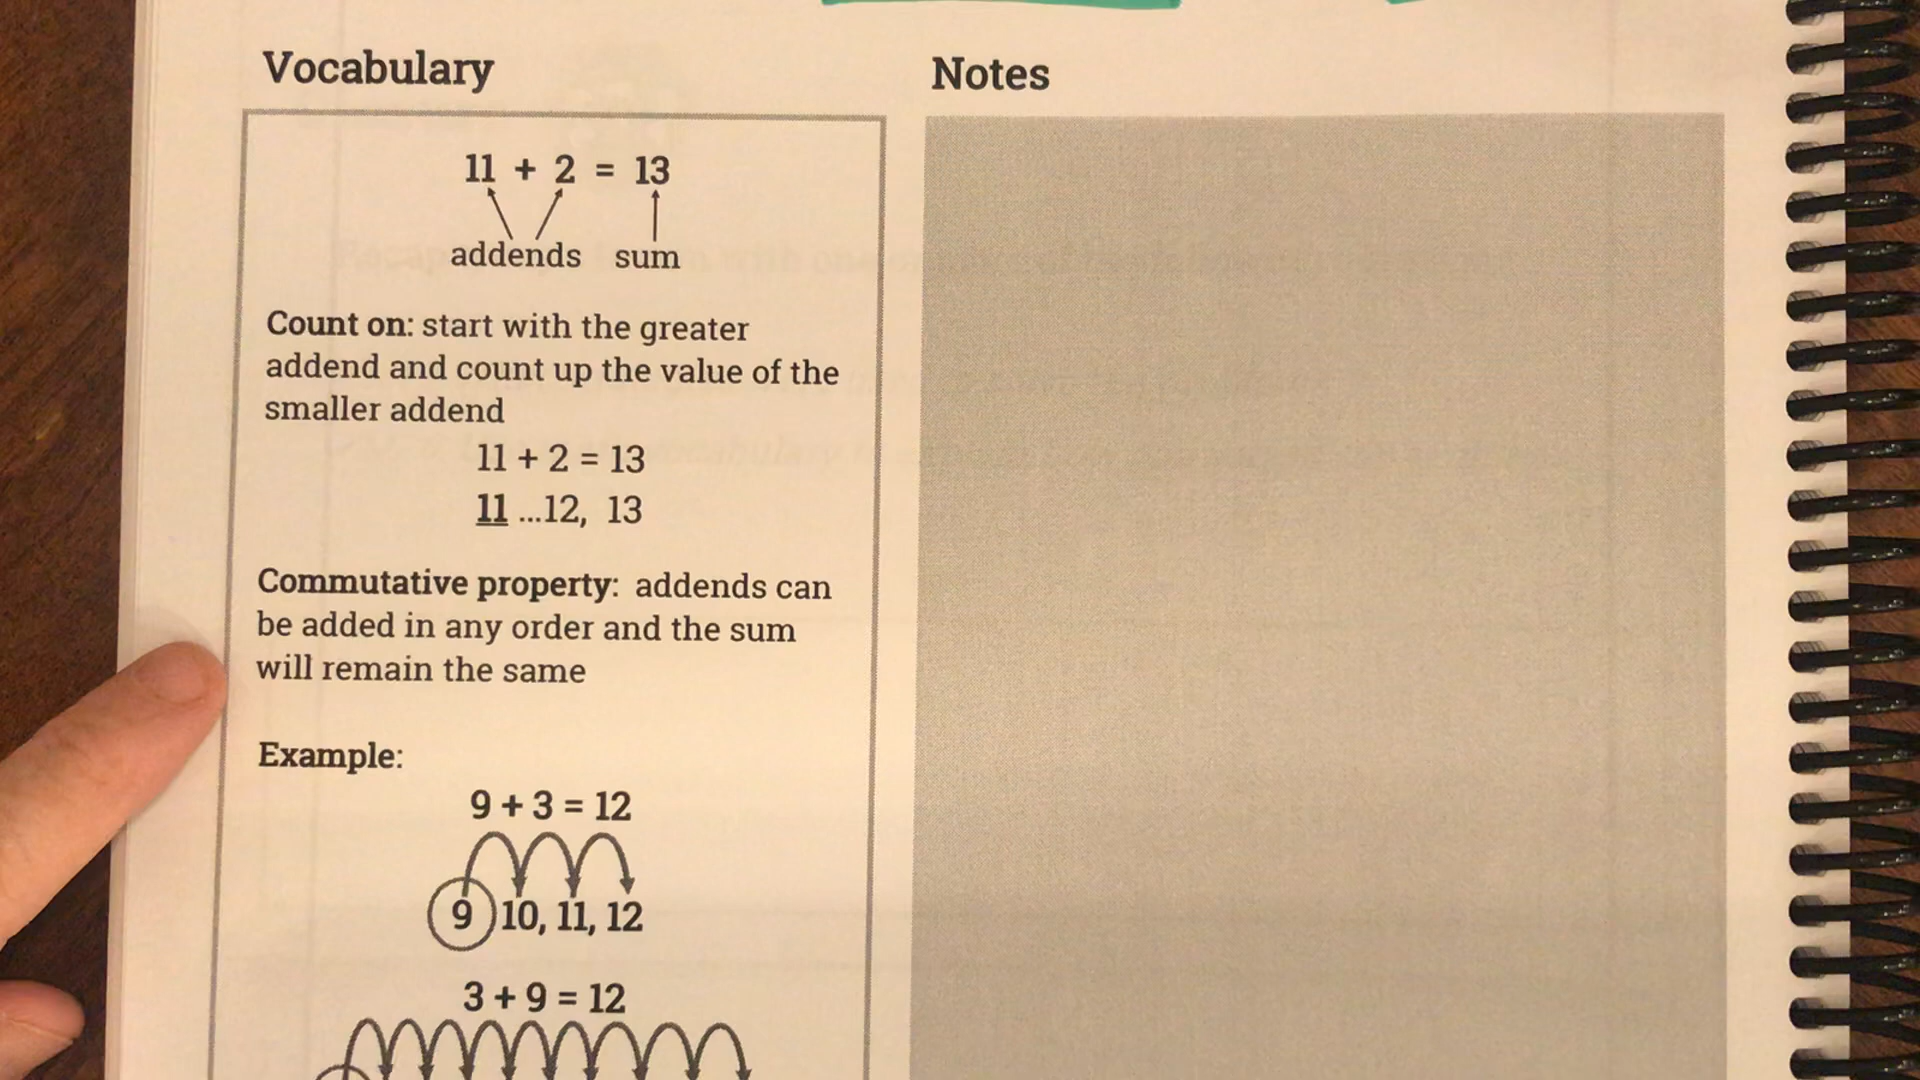 Vocabulary
Notes
11 + 2 = 13
addends sum
Count on: start with the greater
addend and count up the value of the
smaller addend
11 + 2 = 13
11 ...12, 13
Commutative property: addends can
be added in any order and the sum
will remain the same
Example:
9 + 3 = 12
9 10, 11, 12
3 + 9 = 12